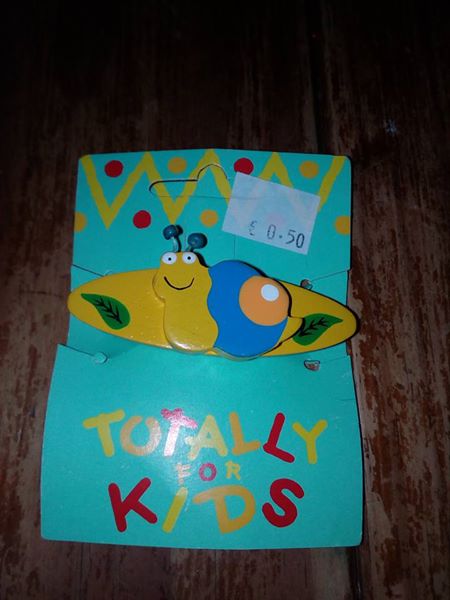 £ 0.50
TOTALLY
FOR
KIDS